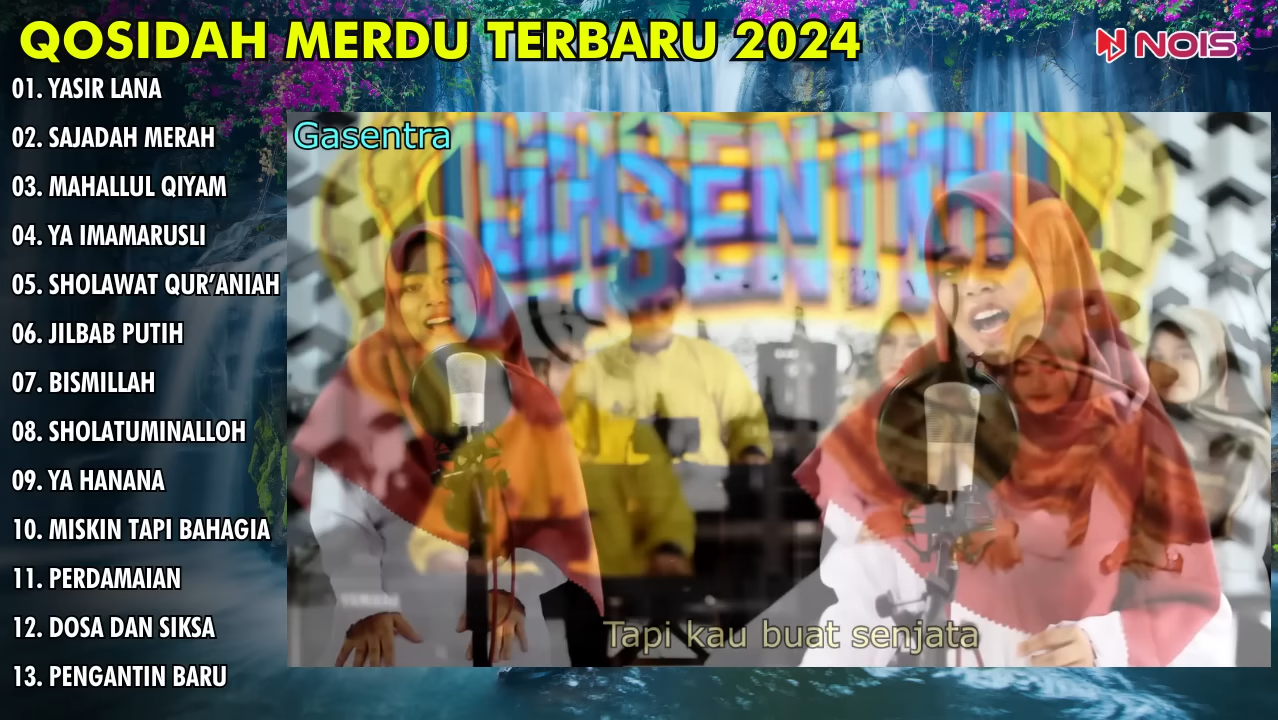 QOSIDAH MERDU TERBARU 2024
NOIS
01. YASIR LANA
02. SAJADAH MERAH
03. MAHALLUL QIYAM
04. YA IMAMARUSLI
05. SHOLAWAT QUR'ANIAH
06. JILBAB PUTIH
07. BISMILLAH
08. SHOLATUMINALLOH
09. YA HANANA
10. MISKIN TAPI BAHAGIA
11. PERDAMAIAN
12. DOSA DAN SIKSA
13. PENGANTIN BARU
Gasentra
Tapi kau buat senjata